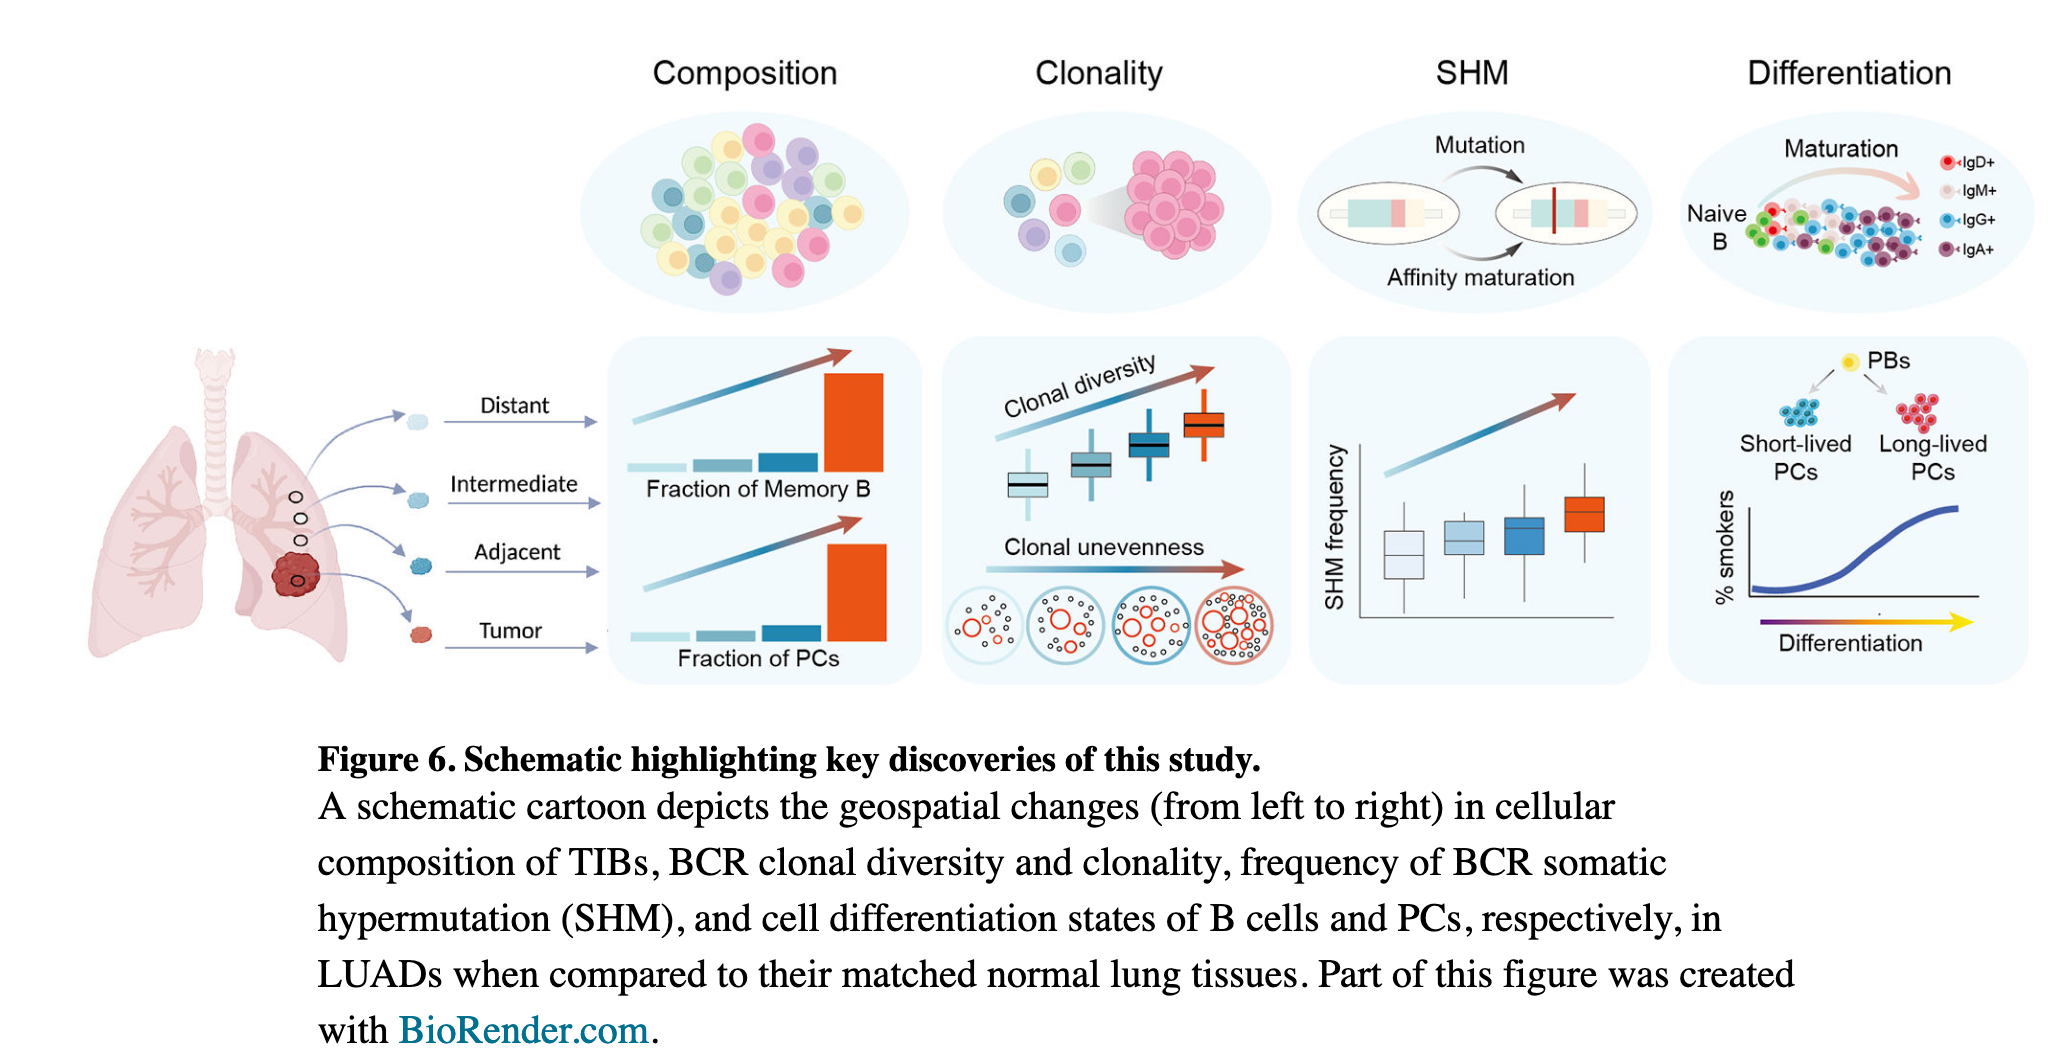 Composition
Clonality
SHM
Differentiation
Mutation
Affinity maturation
Maturation
Naive
B
IgD+
IgM+
IgG+
IgA+
Distant
Intermediate
Adjacent
Tumor
Fraction of Memory B
Fraction of PCs
Clonal diversity
Clonal unevenness
SHM frequency
PBs
Short-lived
PCs
Long-lived
PCs
% smokers
Differentiation
Figure 6. Schematic highlighting key discoveries of this study.
A schematic cartoon depicts the geospatial changes (from left to right) in cellular
composition of TIBs, BCR clonal diversity and clonality, frequency of BCR somatic
hypermutation (SHM), and cell differentiation states of B cells and PCs, respectively, in
LUADs when compared to their matched normal lung tissues. Part of this figure was created
with BioRender.com.